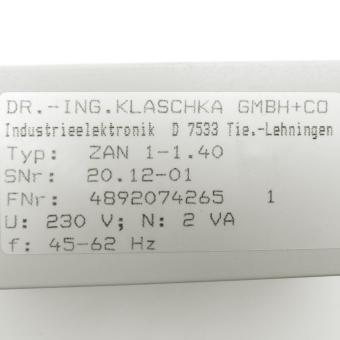 DR.-ING.KLASCHKA GMBH+CO
Industrieelektronik D 7533 Tie.-Lehningen
Typ: ZAN 1-1.40
SNr: 20.12-01
FNr: 4892074265 1
U: 230 V; N: 2 VA
f: 45-62 Hz